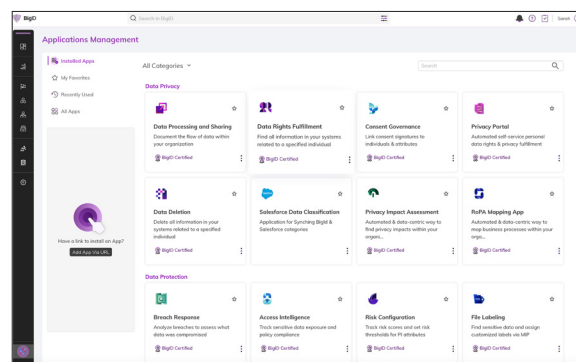 BigID
Search in BigID
Sarah
Applications Management
Installed Apps
My Favorites
Recently Used
All Apps
Have a link to install an App?
Add App Via URL
All Categories
Search
Data Privacy
Data Processing and Sharing
Document the flow of data within
your organization
BigID Certified
Data Rights Fulfillment
Find all information in your systems
related to a specified individual
BigID Certified
Consent Governance
Link consent signatures to
individuals & attributes
BigID Certified
Privacy Portal
Automated self-service personal
data rights & privacy fulfillment
BigID Certified
Data Deletion
Delete all information in your
systems related to a specified
individual
BigID Certified
Salesforce Data Classification
Application for Synching BigId &
Salesforce categories
BigID Certified
Privacy Impact Assessment
Automated & data-centric way to
find privacy impacts within your
organi...
BigID Certified
RoPA Mapping App
Automated & data-centric way to
map business processes within your
orga...
BigID Certified
Data Protection
Breach Response
Analyze breaches to assess what
data was compromised
BigID Certified
Access Intelligence
Track sensitive data exposure and
policy compliance
BigID Certified
Risk Configuration
Track risk scores and set risk
thresholds for PI attributes
BigID Certified
File Labeling
Find sensitive data and assign
customized labels via MIP
BigID Certified